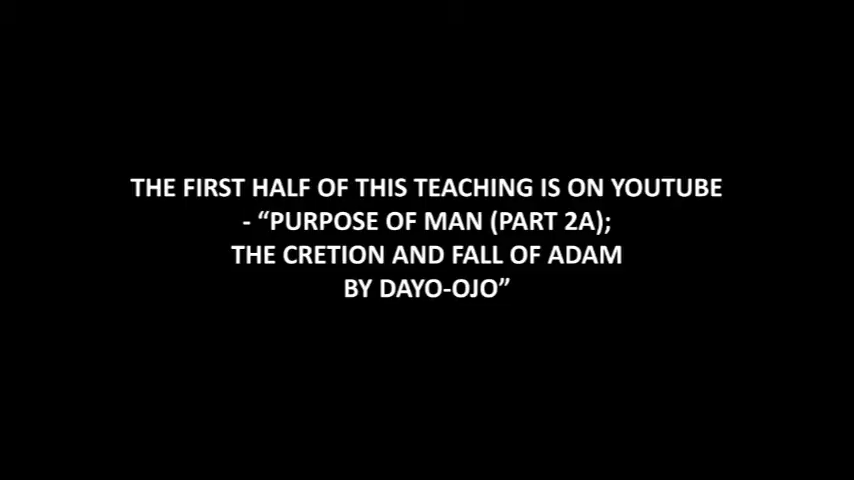 THE FIRST HALF OF THIS TEACHING IS ON YOUTUBE
- “PURPOSE OF MAN (PART 2A);
THE CRETION AND FALL OF ADAM
BY DAYO-OJO”